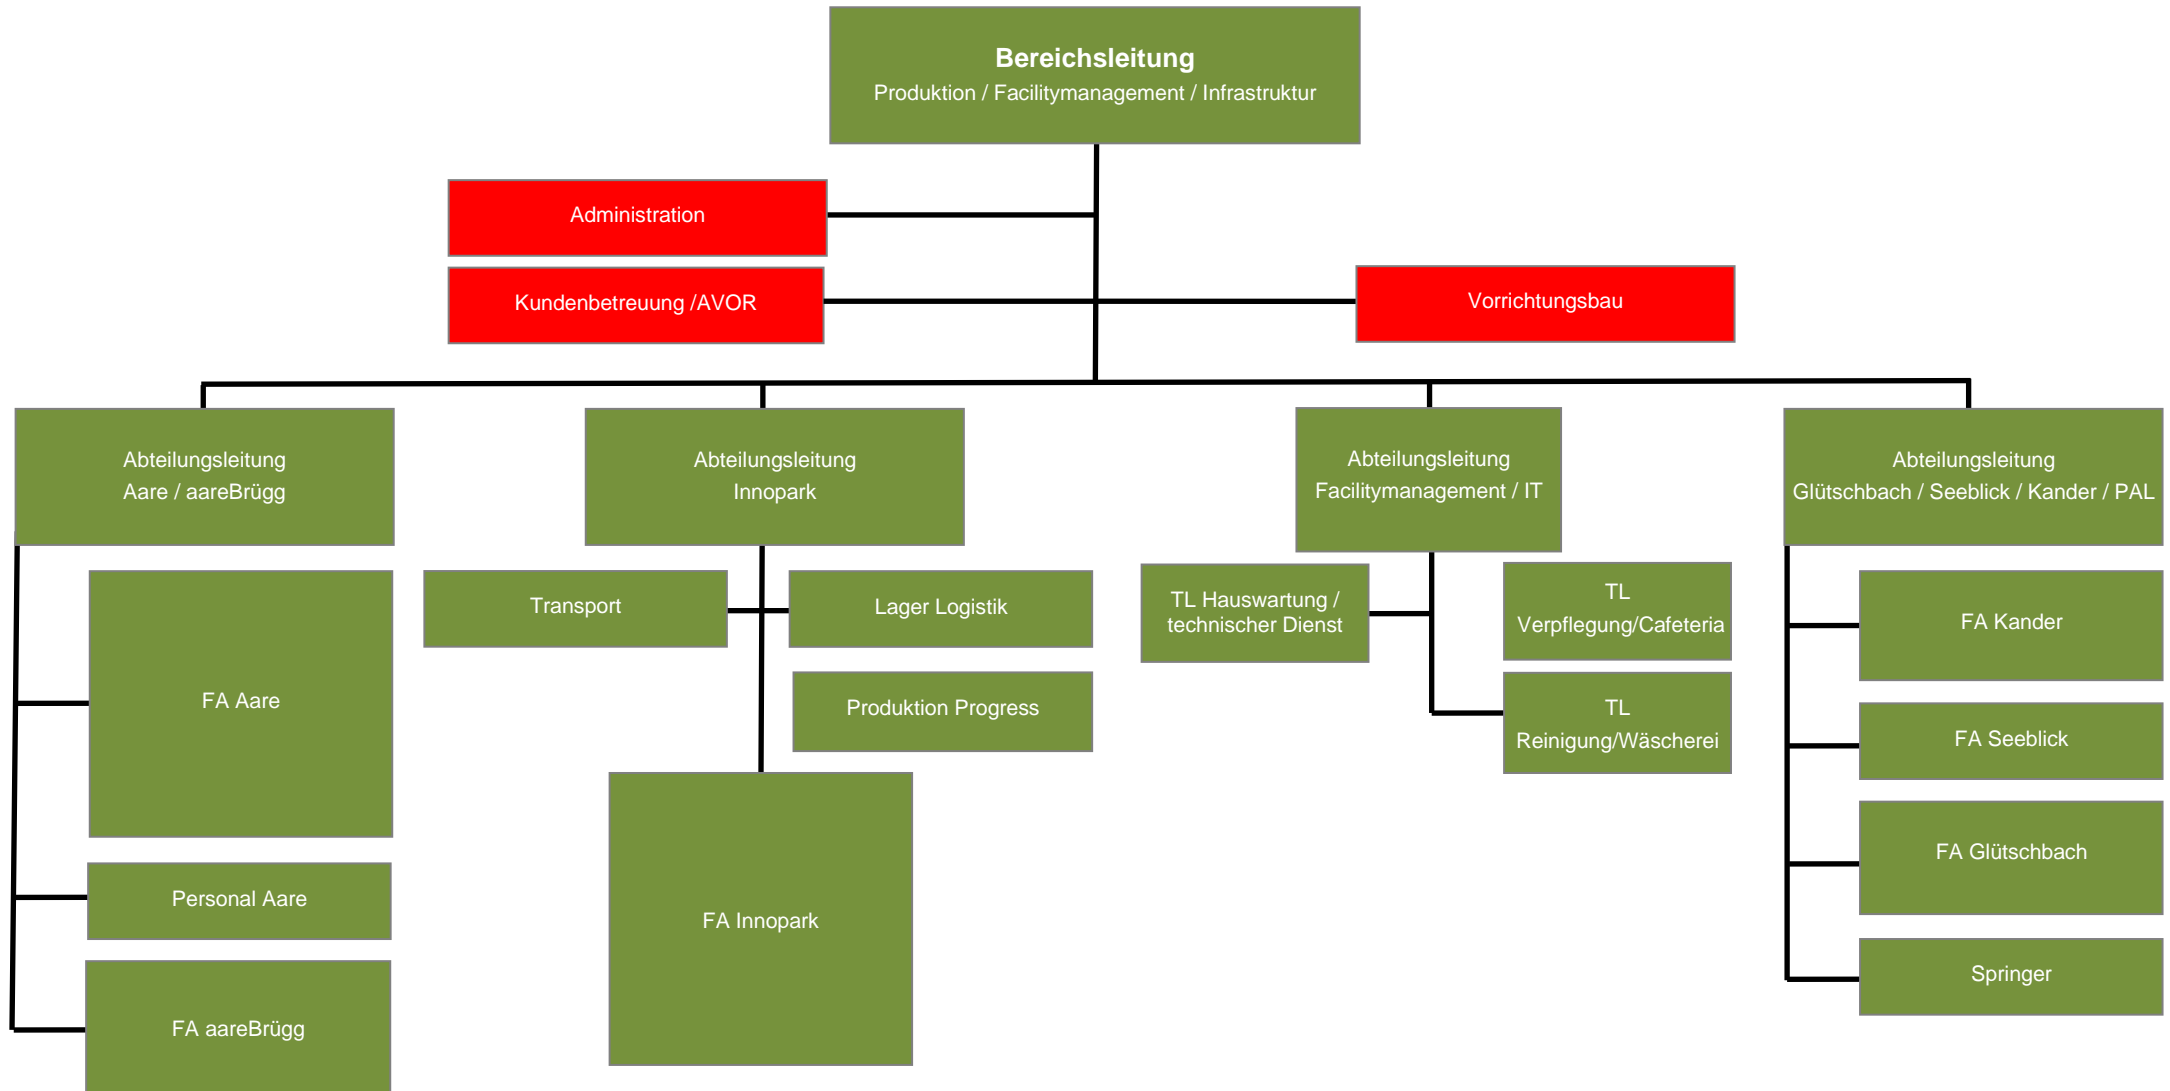 Bereichsleitung
Produktion / Facilitymanagement / Infrastruktur
Administration
Kundenbetreuung /AVOR
Vorrichtungsbau
Abteilungsleitung
Aare / aareBrügg
Abteilungsleitung
Innopark
Abteilungsleitung
Facilitymanagement / IT
Abteilungsleitung
Glütschbach / Seeblick / Kander / PAL
FA Aare
Personal Aare
FA aareBrügg
Transport
Lager Logistik
Produktion Progress
FA Innopark
TL Hauswartung /
technischer Dienst
TL
Verpflegung/Cafeteria
TL
Reinigung/Wäscherei
FA Kander
FA Seeblick
FA Glütschbach
Springer